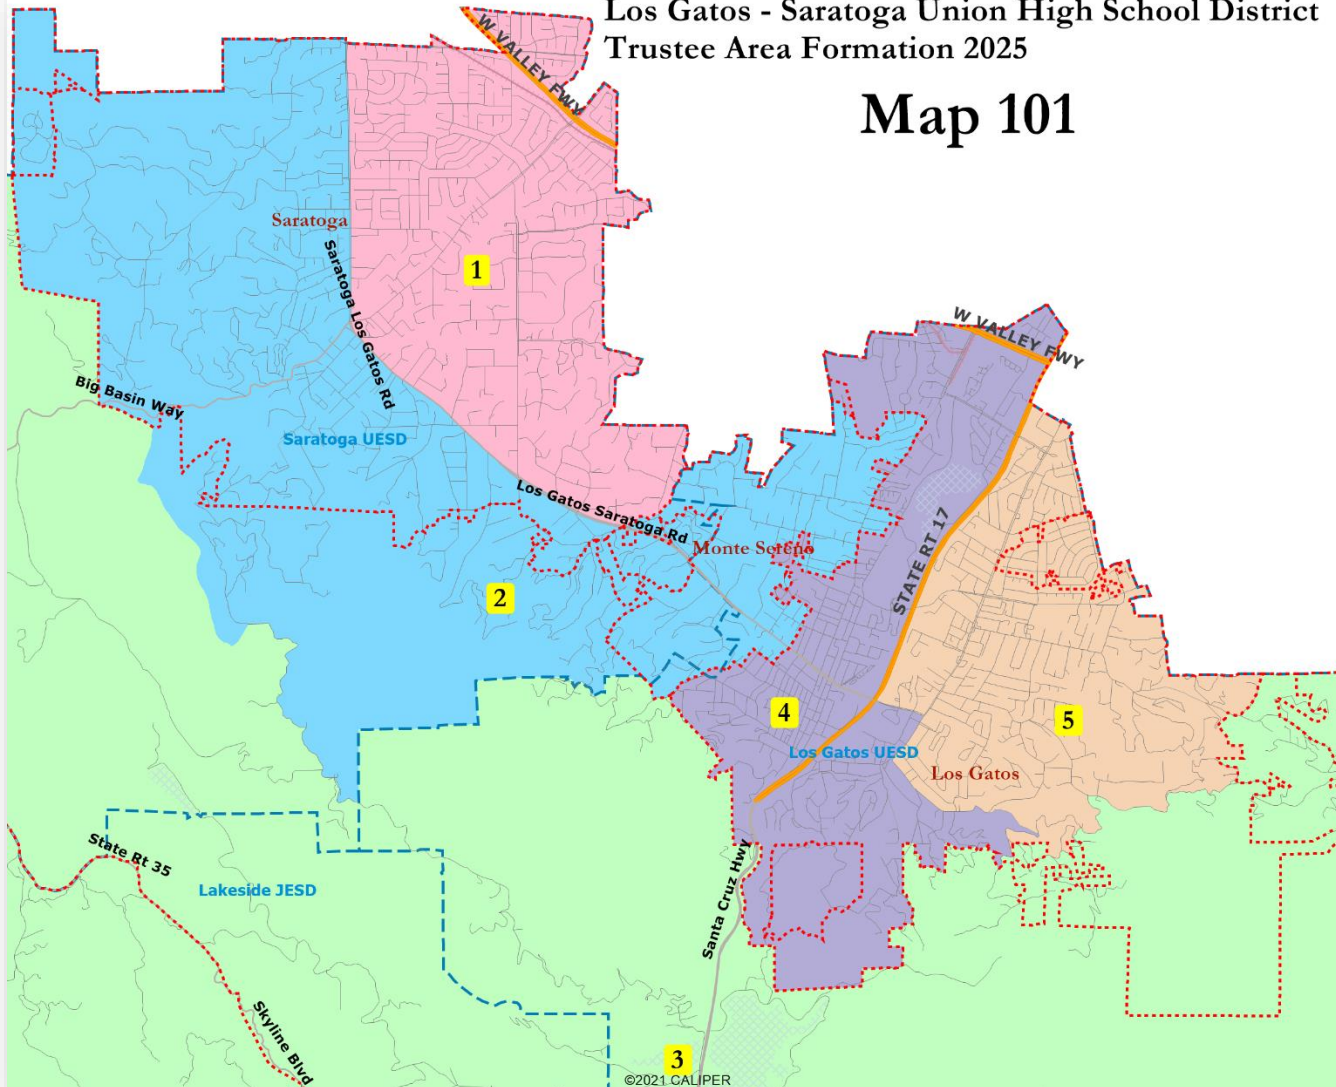 Los Gatos - Saratoga Union High School District
Trustee Area Formation 2025
Map 101
W VALLEY FWY
Saratoga
1
Saratoga Los Gatos Rd
W VALLEY FWY
Big Basin Way
Saratoga UESD
Los Gatos Saratoga Rd
Monte Sereno
STATE RT 17
2
4
5
Los Gatos UESD
Los Gatos
State Rt 35
Lakeside JESD
Santa Cruz Hwy
Skyline Blvd
3
©2021 CALIPER